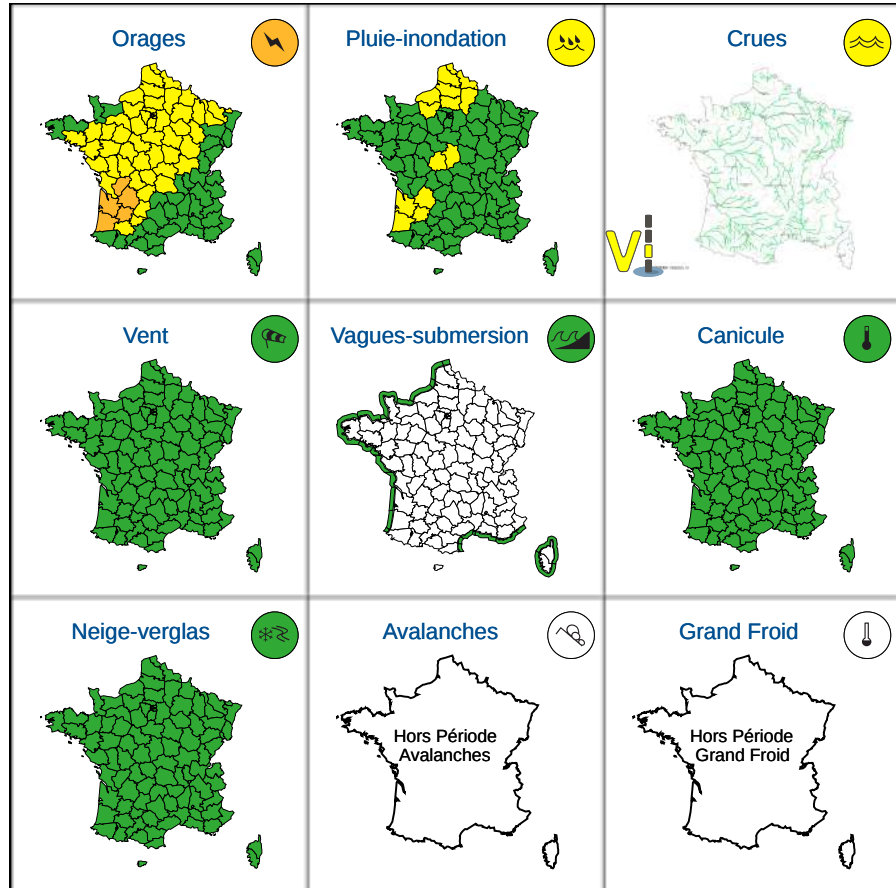 Orages
Pluie-inondation
Crues
Vi
Vent
Vagues-submersion
Canicule
Neige-verglas
Avalanches
Grand Froid
Hors Période
Avalanches
Hors Période
Grand Froid